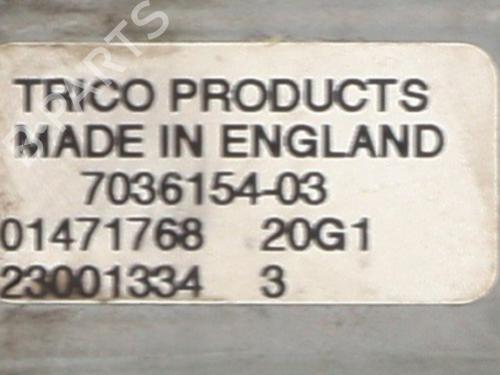 TRICO PRODUCTS
MADE IN ENGLAND
7036154-03
01471768 20G1
23001334 3